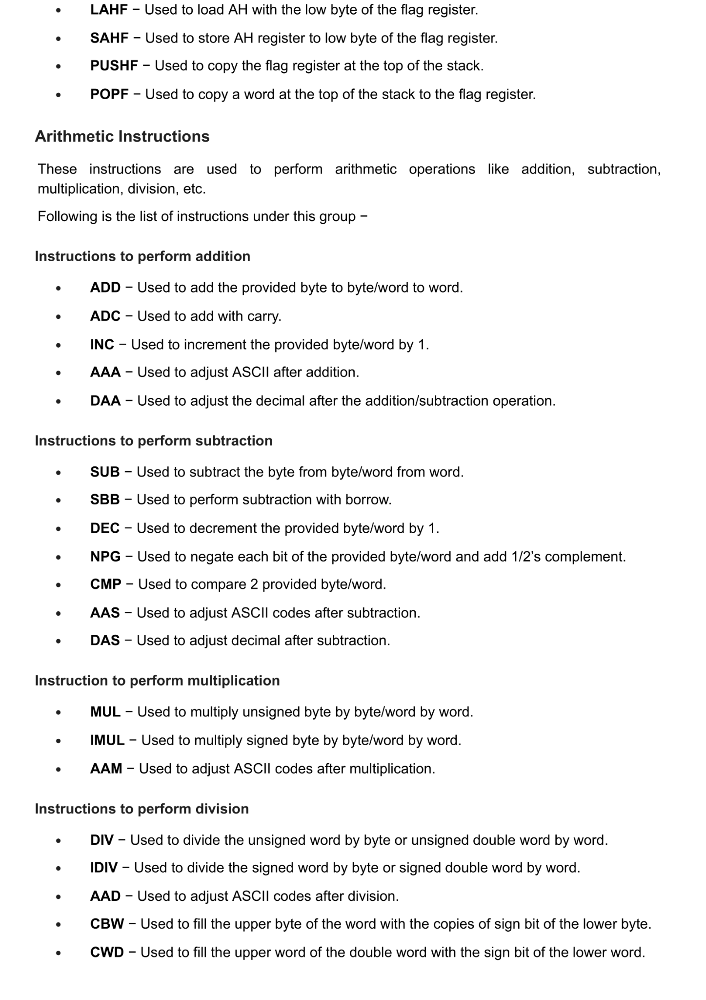 • LAHF − Used to load AH with the low byte of the flag register.
• SAHF − Used to store AH register to low byte of the flag register.
• PUSHF − Used to copy the flag register at the top of the stack.
• POPF − Used to copy a word at the top of the stack to the flag register.
Arithmetic Instructions
These instructions are used to perform arithmetic operations like addition, subtraction,
multiplication, division, etc.
Following is the list of instructions under this group −
Instructions to perform addition
• ADD − Used to add the provided byte to byte/word to word.
• ADC − Used to add with carry.
• INC − Used to increment the provided byte/word by 1.
• AAA − Used to adjust ASCII after addition.
• DAA − Used to adjust the decimal after the addition/subtraction operation.
Instructions to perform subtraction
• SUB − Used to subtract the byte from byte/word from word.
• SBB − Used to perform subtraction with borrow.
• DEC − Used to decrement the provided byte/word by 1.
• NPG − Used to negate each bit of the provided byte/word and add 1/2’s complement.
• CMP − Used to compare 2 provided byte/word.
• AAS − Used to adjust ASCII codes after subtraction.
• DAS − Used to adjust decimal after subtraction.
Instruction to perform multiplication
• MUL − Used to multiply unsigned byte by byte/word by word.
• IMUL − Used to multiply signed byte by byte/word by word.
• AAM − Used to adjust ASCII codes after multiplication.
Instructions to perform division
• DIV − Used to divide the unsigned word by byte or unsigned double word by word.
• IDIV − Used to divide the signed word by byte or signed double word by word.
• AAD − Used to adjust ASCII codes after division.
• CBW − Used to fill the upper byte of the word with the copies of sign bit of the lower byte.
• CWD − Used to fill the upper word of the double word with the sign bit of the lower word.